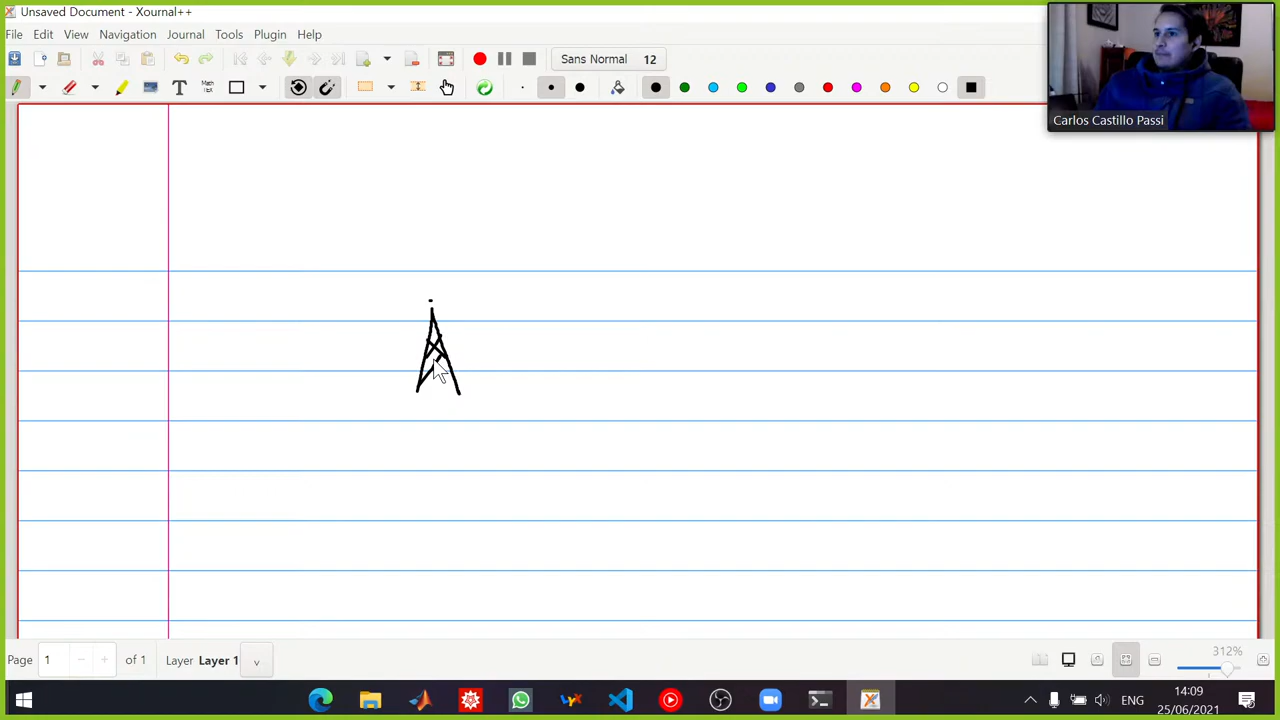 Unsaved Document - Xournal++
File Edit View Navigation Journal Tools Plugin Help
Sans Normal 12
Carlos Castillo Passi
Page 1 of 1 Layer Layer 1
312%
ENG
14:09
25/06/2021